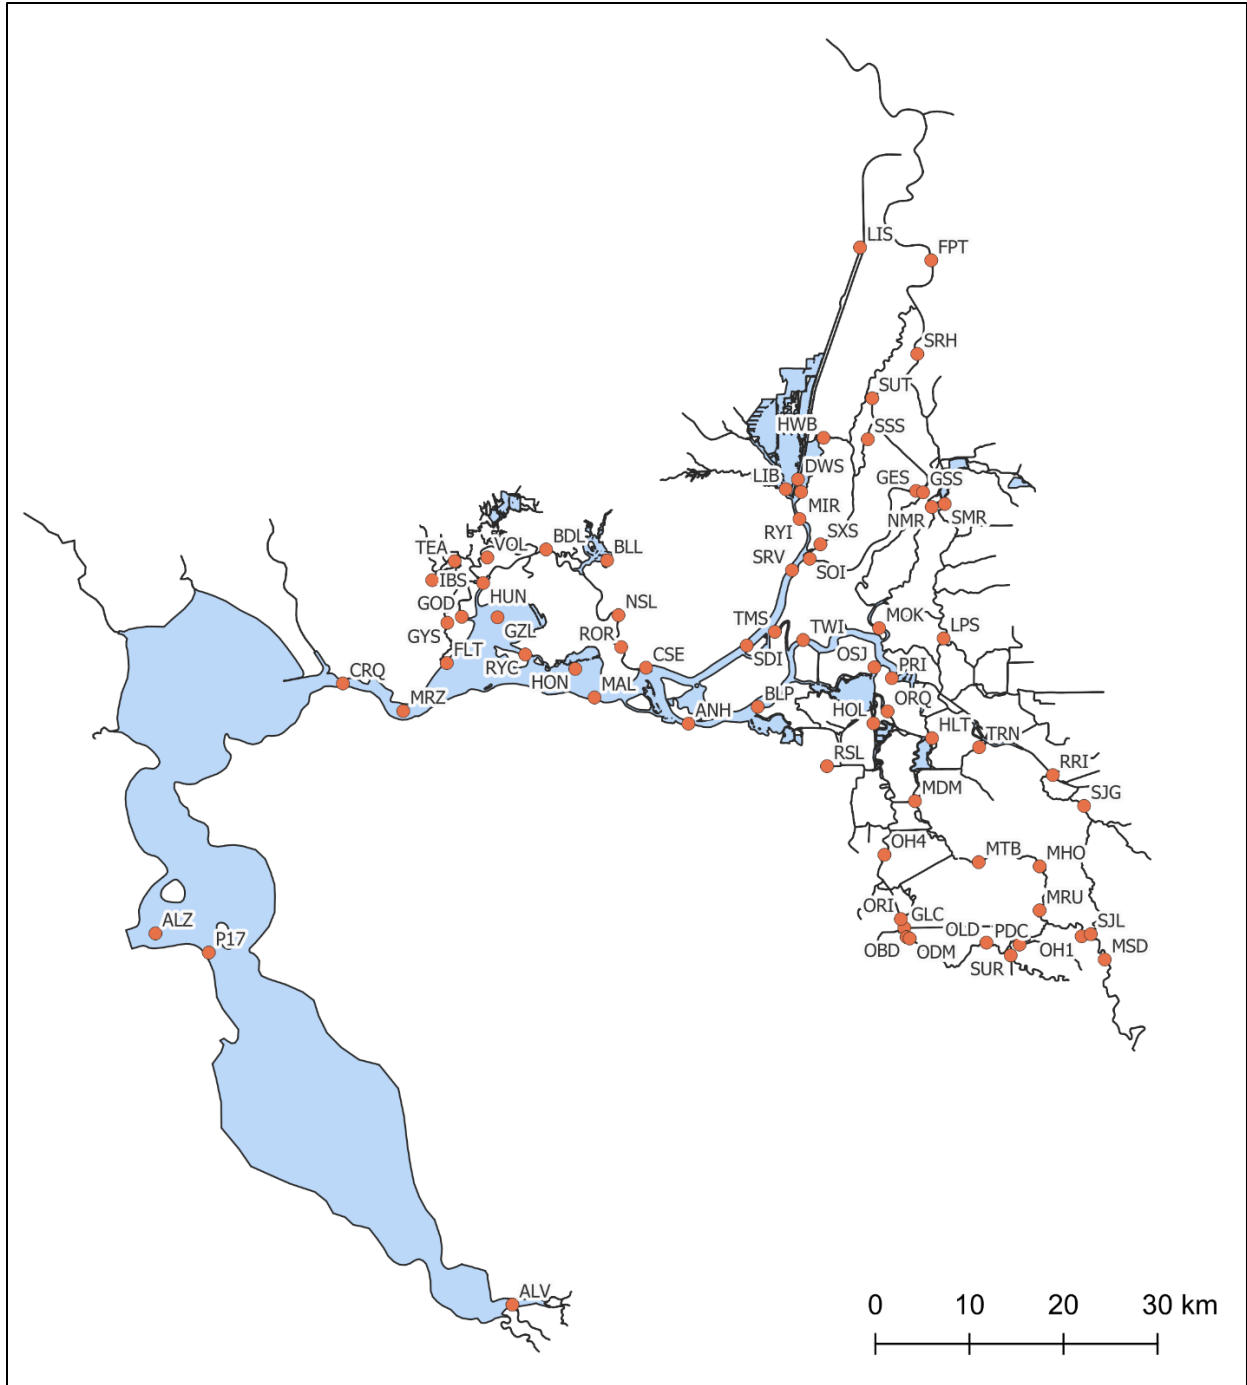 LIS
FPT
SRH
SUT
HWB
SSS
DWS
LIB
GES
GSS
MIR
NMR
SMR
RYI
SXS
SRV
SOI
TEA
VOL
BDL
BLL
IBS
HUN
GOD
GYS
GZL
NSL
TMS
TWI
MOK
LPS
ROR
FLT
RYC
CSE
SDI
OSJ
PRI
CRQ
HON
MAL
MRZ
BLP
ORQ
ANH
HOL
HLT
TRN
RSL
RRI
MDM
SJG
OH4
MTB
MHO
ORI
GLC
MRU
ALZ
P17
OLD
PDC
SJL
OBD
ODM
OH1
MSD
SUR
ALV
0 10 20 30 km